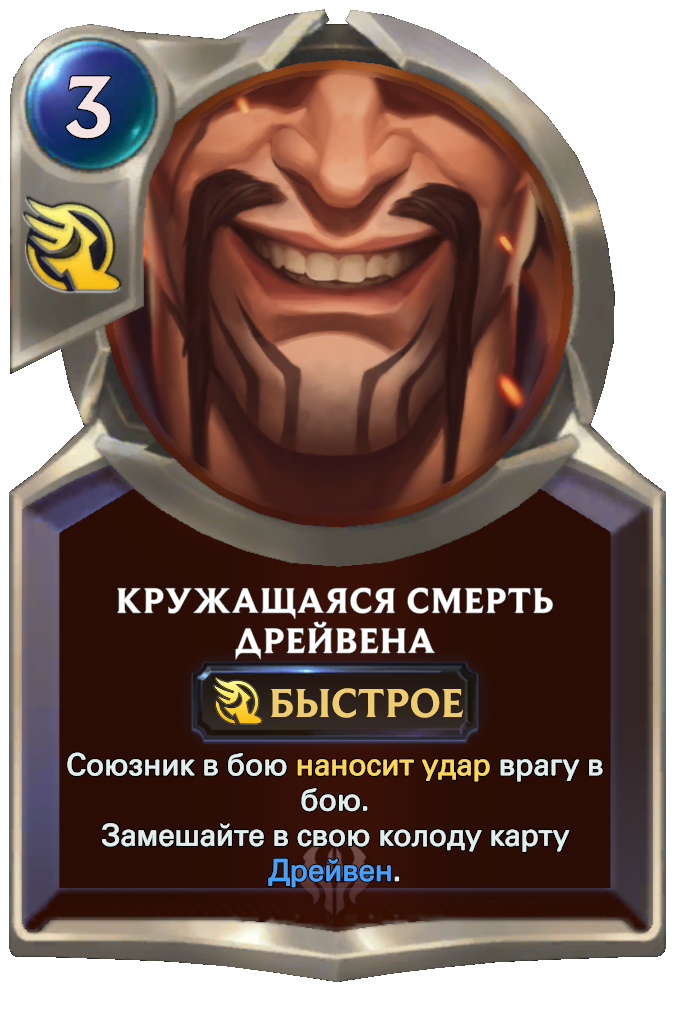 3
КРУЖАЩАЯСЯ СМЕРТЬ
ДРЕЙВЕНА
БЫСТРОЕ
Союзник в бою наносит удар врагу в
бою.
Замешайте в свою колоду карту
Дрейвен.